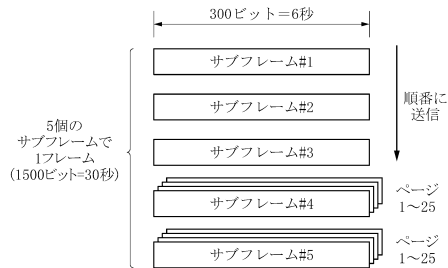 300ビット＝6秒
サブフレーム#1
サブフレーム#2
サブフレーム#3
サブフレーム#4
サブフレーム#5
5個の
サブフレームで
1フレーム
(1500ビット=30秒)
順番に
送信
ページ
1～25
ページ
1～25